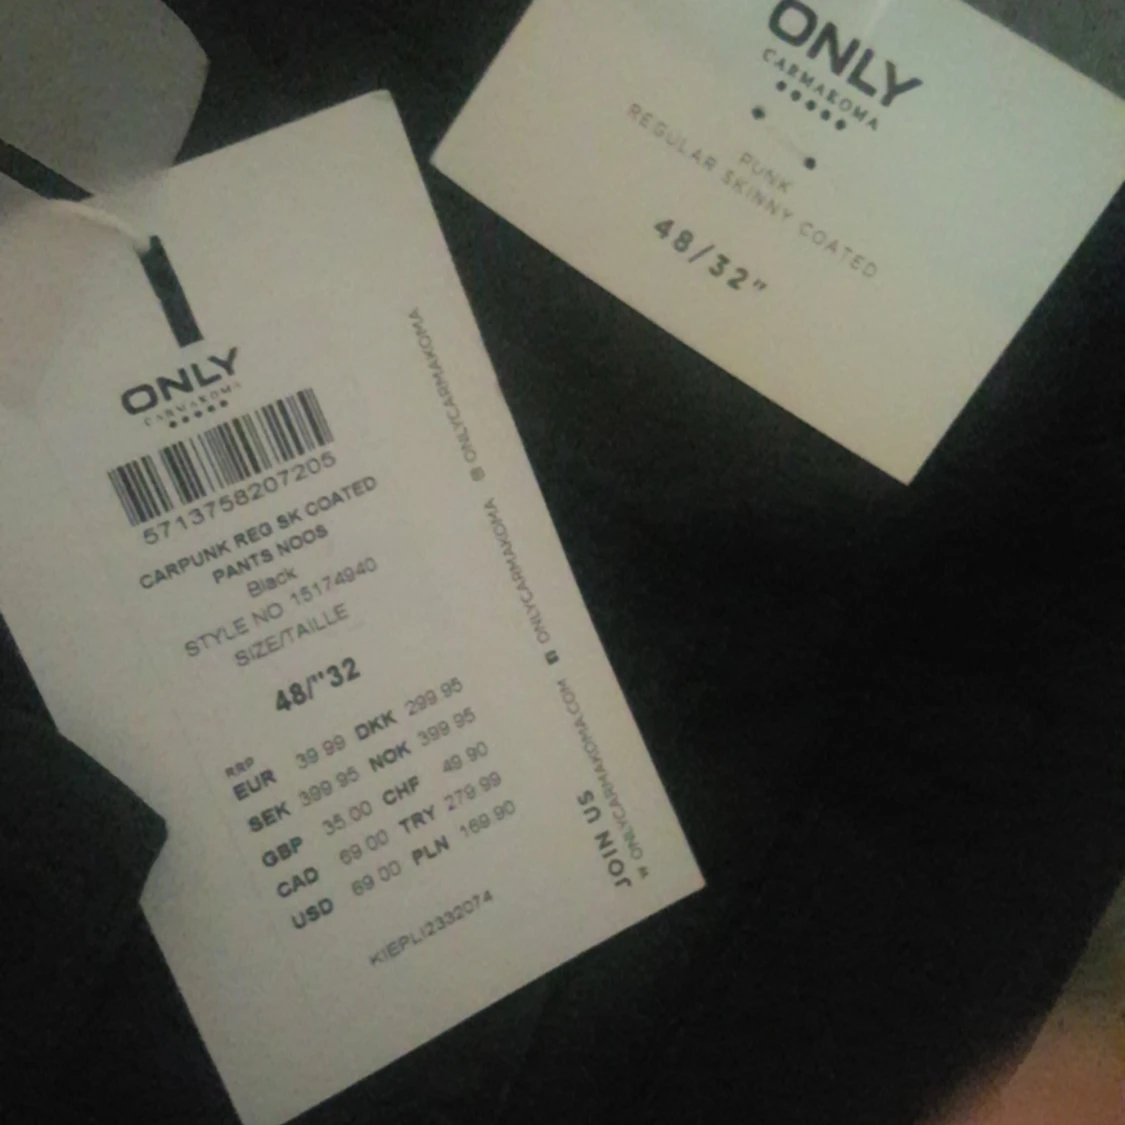 ONLY
CARMAKOMA
PUNK
REGULAR SKINNY COATED
48/32"
ONLY
CARMAKOMA
5713758207205
CARPUNK REG SK COATED
PANTS NOOS
Black
STYLE NO 15174940
SIZE/TAILLE
48/"32
RRP
EUR 39 99 DKK 299 95
SEK 399 95 NOK 399 95
GBP 35 00 CHF 49 90
CAD 69 00 TRY 279 99
USD 69 00 PLN 169 90
KIEPLI2332074
JOIN US
W ONLYCARMAKOMA.COM
ONLYCARMAKOMA
ONLYCARMAKOMA